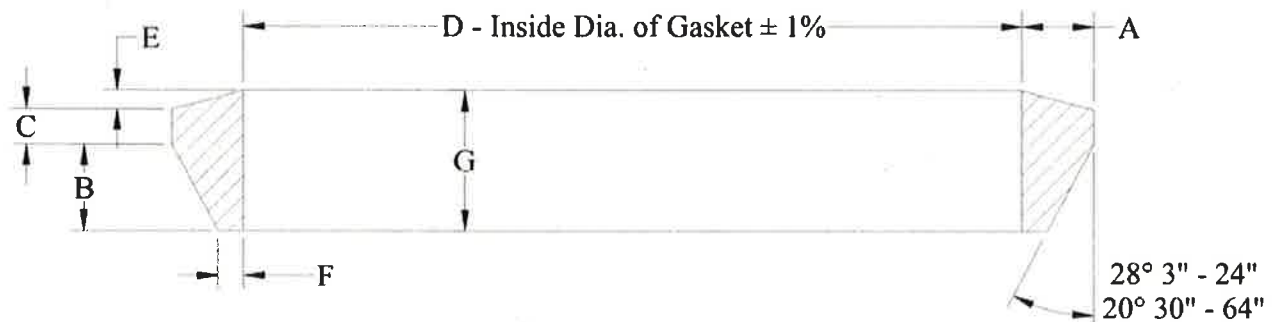 D - Inside Dia. of Gasket ± 1%
A
E
C
G
B
F
28° 3" - 24"
20° 30" - 64"